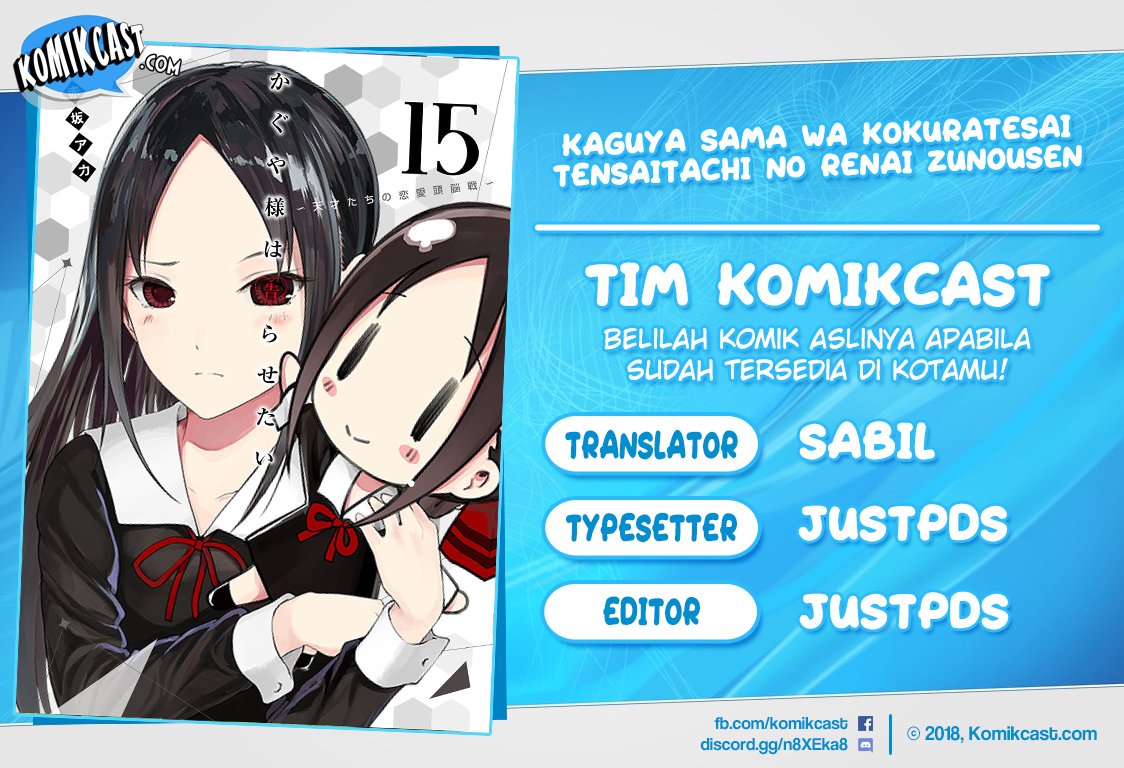 KOMIKCAST
.COM
坂アカ
15
かぐや様は告らせたい
~天才たちの恋愛頭脳戦~
KAGUYA SAMA WA KOKURATESAI
TENSAITACHI NO RENAI ZUNOUSEN
TIM KOMIKCAST
BELILAH KOMIK ASLINYA APABILA
SUDAH TERSEDIA DI KOTAMU!
TRANSLATOR SABIL
TYPESETTER JUSTPDS
EDITOR JUSTPDS
fb.com/komikcast
discord.gg/n8XEka8
© 2018, Komikcast.com